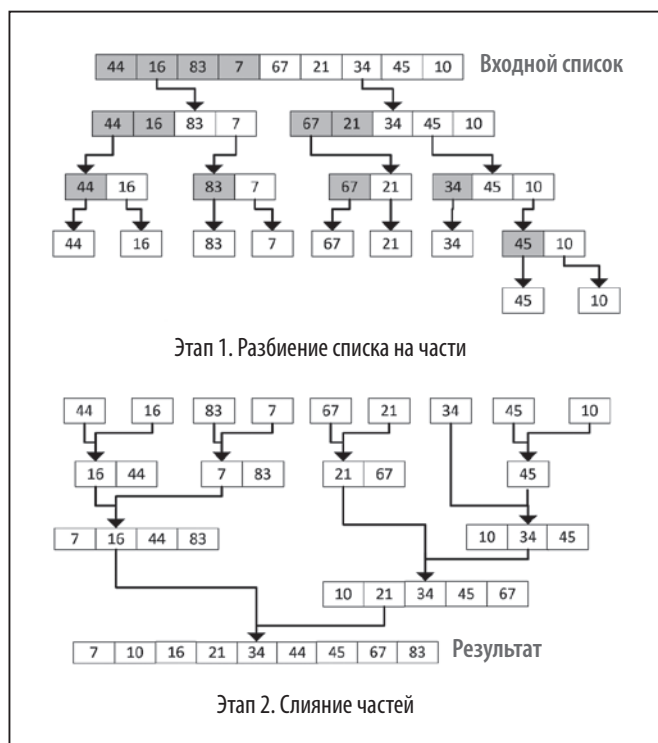 44 16 83 7 67 21 34 45 10 Входной список
44 16 83 7 67 21 34 45 10
44 16 83 7 67 21 34 45 10
44 16 83 7 67 21 34 45 10
45 10
Этап 1. Разбиение списка на части
44 16 83 7 67 21 34 45 10
16 44 7 83 21 67 45
7 16 44 83 10 34 45
10 21 34 45 67
7 10 16 21 34 44 45 67 83 Результат
Этап 2. Слияние частей